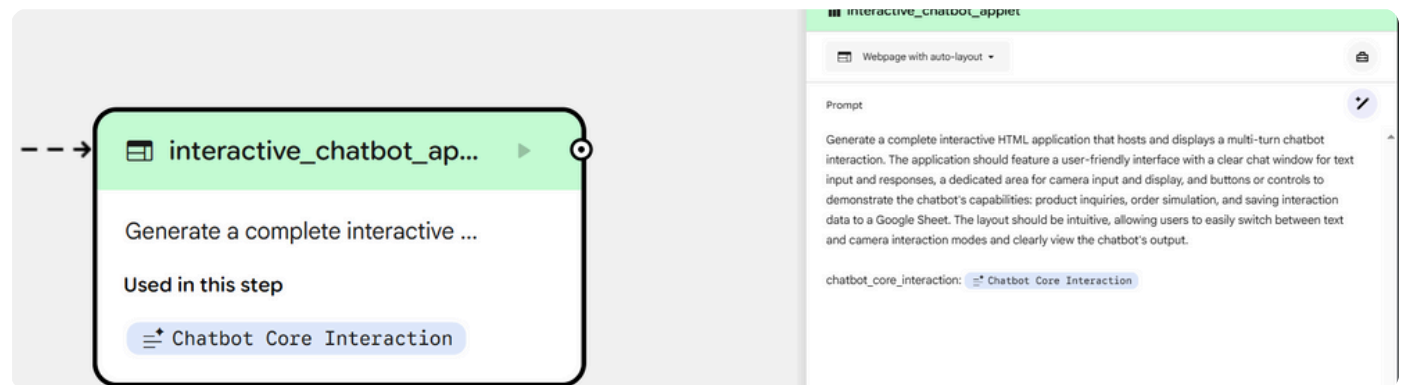 interactive_chatbot_ap...
Generate a complete interactive ...
Used in this step
Chatbot Core Interaction
interactive_chatbot_applet
Webpage with auto-layout
Prompt
Generate a complete interactive HTML application that hosts and displays a multi-turn chatbot
interaction. The application should feature a user-friendly interface with a clear chat window for text
input and responses, a dedicated area for camera input and display, and buttons or controls to
demonstrate the chatbot's capabilities: product inquiries, order simulation, and saving interaction
data to a Google Sheet. The layout should be intuitive, allowing users to easily switch between text
and camera interaction modes and clearly view the chatbot's output.
chatbot_core_interaction: Chatbot Core Interaction